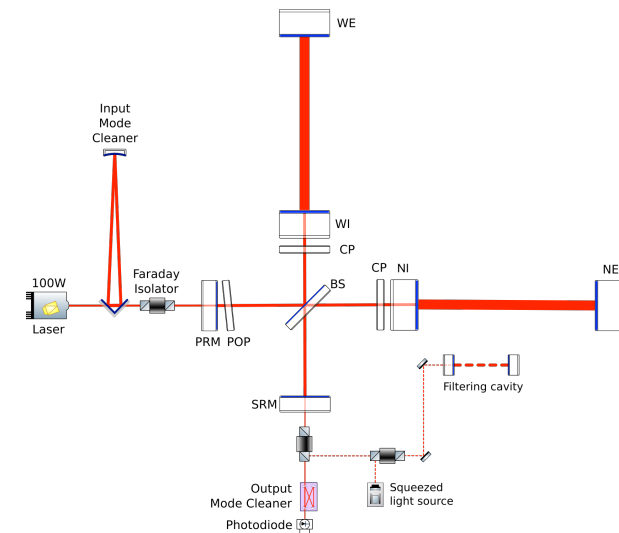 WE
Input
Mode
Cleaner
WI
CP
Faraday
Isolator
100W
Laser
PRM
POP
BS
CP
NI
NE
Filtering cavity
SRM
Output
Mode Cleaner
Squeezed
light source
Photodiode